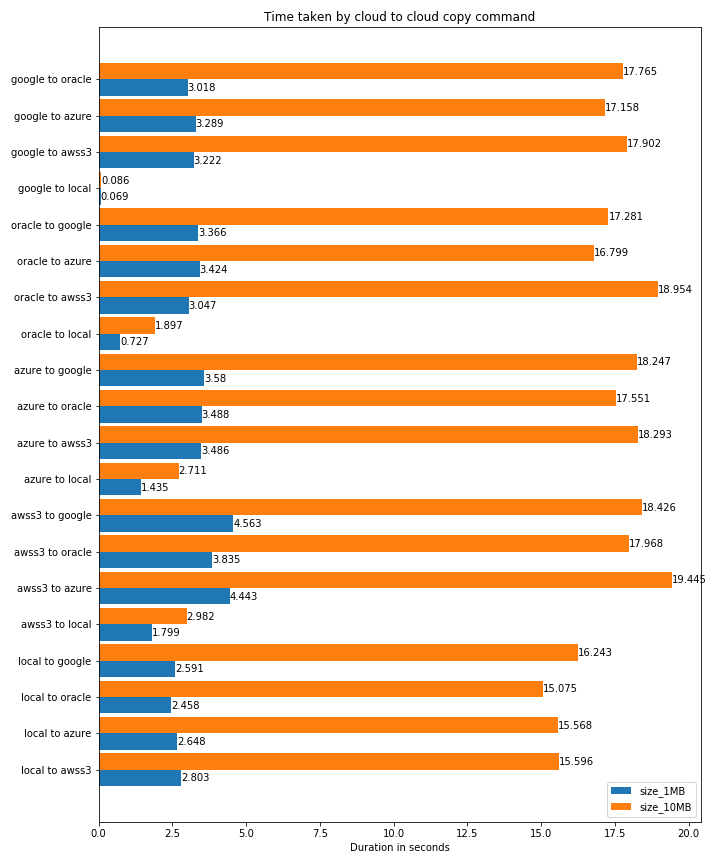 Time taken by cloud to cloud copy command
google to oracle 17.765
3.018
google to azure 17.158
3.289
google to awss3 17.902
3.222
google to local 0.086
0.069
oracle to google 17.281
3.366
oracle to azure 16.799
3.424
oracle to awss3 18.954
3.047
oracle to local 1.897
0.727
azure to google 18.247
3.58
azure to oracle 17.551
3.488
azure to awss3 18.293
3.486
azure to local 2.711
1.435
awss3 to google 18.426
4.563
awss3 to oracle 17.968
3.835
awss3 to azure 19.445
4.443
awss3 to local 2.982
1.799
local to google 16.243
2.591
local to oracle 15.075
2.458
local to azure 15.568
2.648
local to awss3 15.596
2.803
size_1MB
size_10MB
0.0 2.5 5.0 7.5 10.0 12.5 15.0 17.5 20.0
Duration in seconds